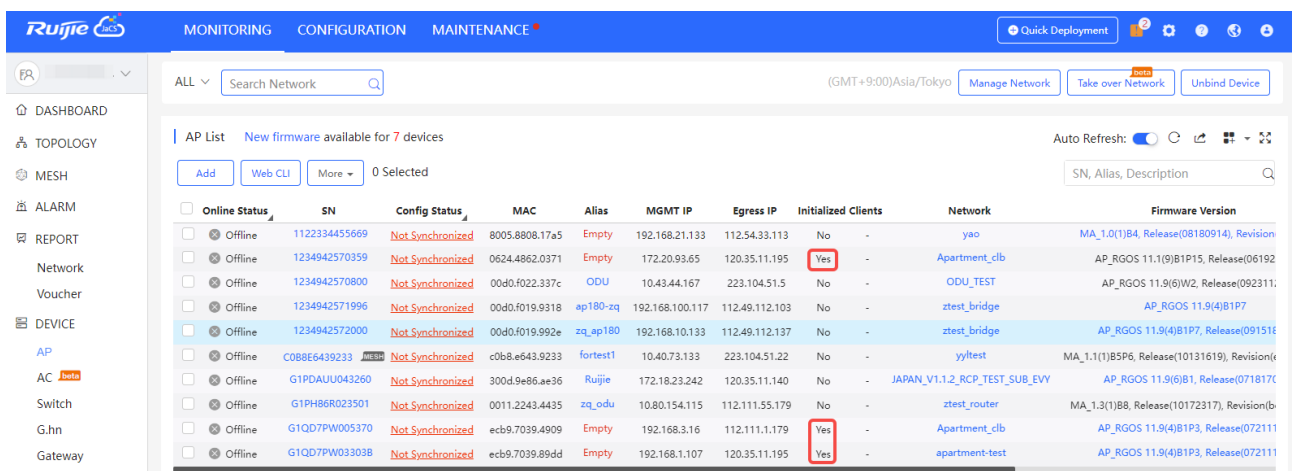 Ruijie JaCS MONITORING CONFIGURATION MAINTENANCE Quick Deployment 2
ALL Search Network (GMT+9:00)Asia/Tokyo Manage Network Take over Network beta Unbind Device
DASHBOARD
TOPOLOGY
MESH
ALARM
REPORT
Network
Voucher
DEVICE
AP
AC beta
Switch
G.hn
Gateway
AP List New firmware available for 7 devices Auto Refresh:
Add Web CLI More 0 Selected SN, Alias, Description
Online Status SN Config Status MAC Alias MGMT IP Egress IP Initialized Clients Network Firmware Version
Offline 1122334455669 Not Synchronized 8005.8808.17a5 Empty 192.168.21.133 112.54.33.113 No - yao MA_1.0(1)B4, Release(08180914), Revision
Offline 1234942570359 Not Synchronized 0624.4862.0371 Empty 172.20.93.65 120.35.11.195 Yes - Apartment_clb AP_RGOS 11.1(9)B1P15, Release(06192
Offline 1234942570800 Not Synchronized 00d0.f022.337c ODU 10.43.44.167 223.104.51.5 No - ODU_TEST AP_RGOS 11.9(6)W2, Release(092311
Offline 1234942571996 Not Synchronized 00d0.f019.9318 ap180-zq 192.168.100.117 112.49.112.103 No - ztest_bridge AP_RGOS 11.9(4)B1P7
Offline 1234942572000 Not Synchronized 00d0.f019.992e zq_ap180 192.168.10.133 112.49.112.137 No - ztest_bridge AP_RGOS 11.9(4)B1P7, Release(091518
Offline C0B8E6439233 MESH Not Synchronized c0b8.e643.9233 fortest1 10.40.73.133 223.104.51.22 No - yyltest MA_1.1(1)B5P6, Release(10131619), Revision(
Offline G1PDAUU043260 Not Synchronized 300d.9e86.ae36 Ruijie 172.18.23.242 120.35.11.140 No - JAPAN_V1.1.2_RCP_TEST_SUB_EVY AP_RGOS 11.9(6)B1, Release(0718170
Offline G1PH86R023501 Not Synchronized 0011.2243.4435 zq_odu 10.80.154.115 112.111.55.179 No - ztest_router MA_1.3(1)B8, Release(10172317), Revision(b
Offline G1QD7PW005370 Not Synchronized ecb9.7039.4909 Empty 192.168.3.16 112.111.1.179 Yes - Apartment_clb AP_RGOS 11.9(4)B1P3, Release(072111
Offline G1QD7PW03303B Not Synchronized ecb9.7039.89dd Empty 192.168.1.107 120.35.11.195 Yes - apartment-test AP_RGOS 11.9(4)B1P3, Release(072111